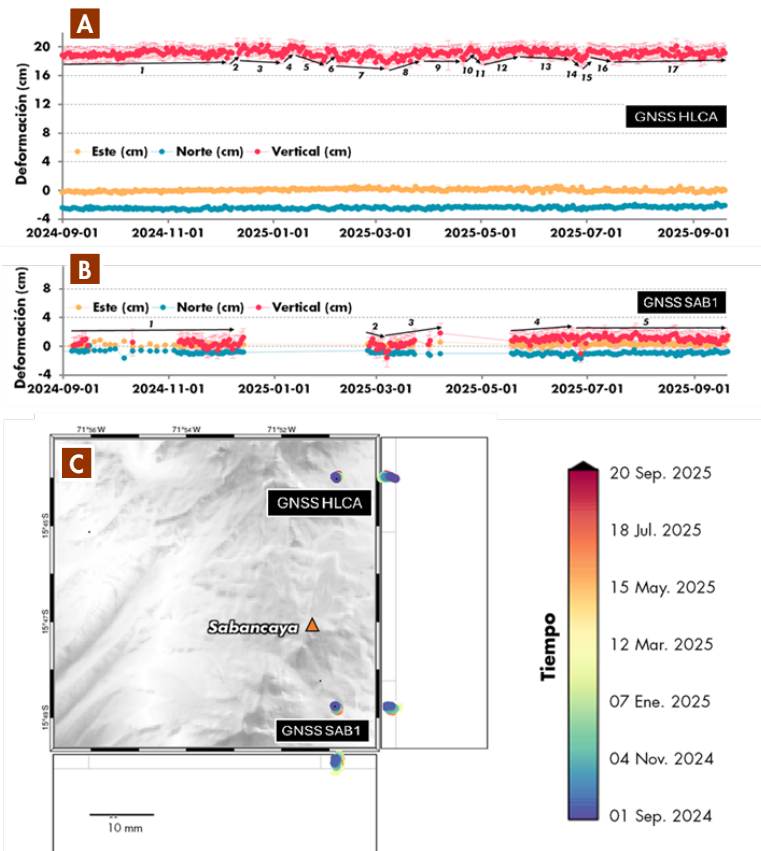 A
Deformación (cm)
20
16
12
8
4
0
-4
1 2 3 4 5 6 7 8 9 10 11 12 13 14 15 16 17
GNSS HLCA
Este (cm) Norte (cm) Vertical (cm)
2024-09-01 2024-11-01 2025-01-01 2025-03-01 2025-05-01 2025-07-01 2025-09-01
B
Deformación (cm)
8
4
0
-4
GNSS SAB1
Este (cm) Norte (cm) Vertical (cm)
1 2 3 4 5
2024-09-01 2024-11-01 2025-01-01 2025-03-01 2025-05-01 2025-07-01 2025-09-01
71°56'W 71°54'W 71°52'W
C
GNSS HLCA
15°45'S
15°47'S
Sabancaya
15°49'S
GNSS SAB1
10 mm
Tiempo
20 Sep. 2025
18 Jul. 2025
15 May. 2025
12 Mar. 2025
07 Ene. 2025
04 Nov. 2024
01 Sep. 2024